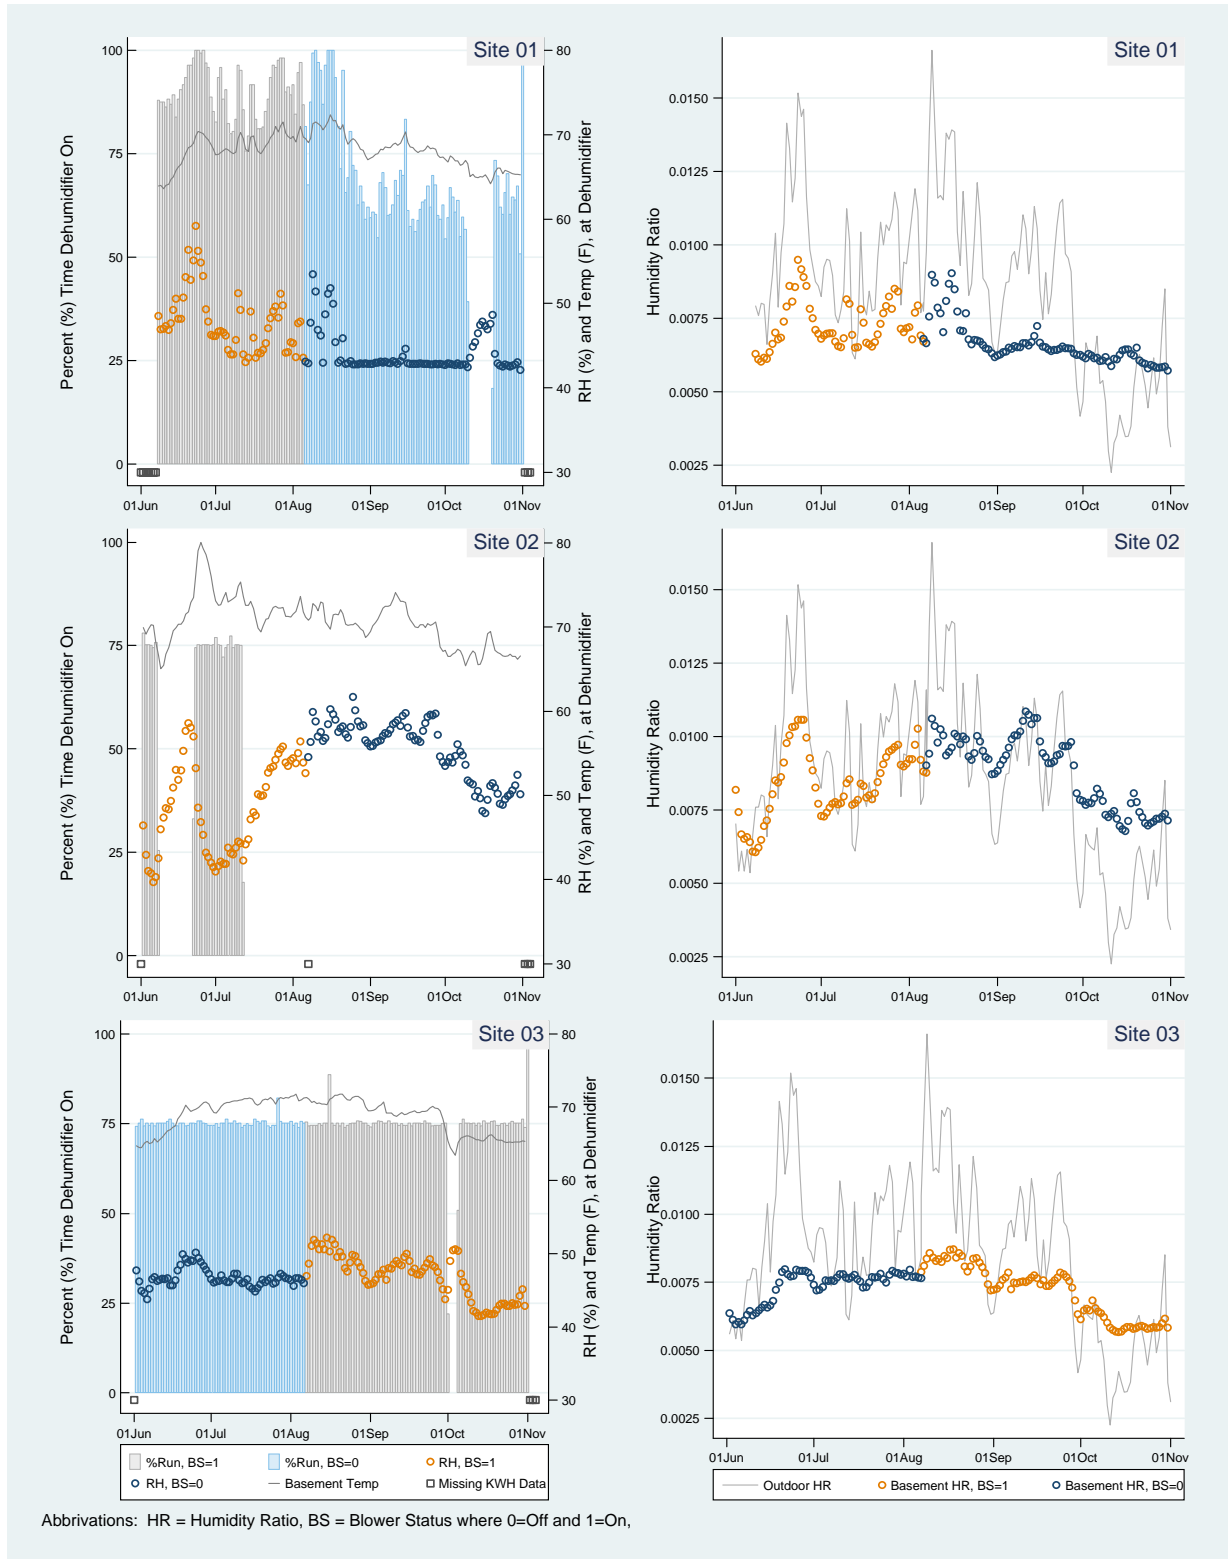 Site 01
100
75
50
25
0
80
70
60
50
40
30
Percent (%) Time Dehumidifier On
RH (%) and Temp (F), at Dehumidifier
01Jun 01Jul 01Aug 01Sep 01Oct 01Nov
Site 01
0.0150
0.0125
0.0100
0.0075
0.0050
0.0025
Humidity Ratio
01Jun 01Jul 01Aug 01Sep 01Oct 01Nov
Site 02
100
75
50
25
0
80
70
60
50
40
30
Percent (%) Time Dehumidifier On
RH (%) and Temp (F), at Dehumidifier
01Jun 01Jul 01Aug 01Sep 01Oct 01Nov
Site 02
0.0150
0.0125
0.0100
0.0075
0.0050
0.0025
Humidity Ratio
01Jun 01Jul 01Aug 01Sep 01Oct 01Nov
Site 03
100
75
50
25
0
80
70
60
50
40
30
Percent (%) Time Dehumidifier On
RH (%) and Temp (F), at Dehumidifier
01Jun 01Jul 01Aug 01Sep 01Oct 01Nov
Site 03
0.0150
0.0125
0.0100
0.0075
0.0050
0.0025
Humidity Ratio
01Jun 01Jul 01Aug 01Sep 01Oct 01Nov
%Run, BS=1 %Run, BS=0 RH, BS=1
RH, BS=0 Basement Temp Missing KWH Data
Outdoor HR Basement HR, BS=1 Basement HR, BS=0
Abbrivations: HR = Humidity Ratio, BS = Blower Status where 0=Off and 1=On,